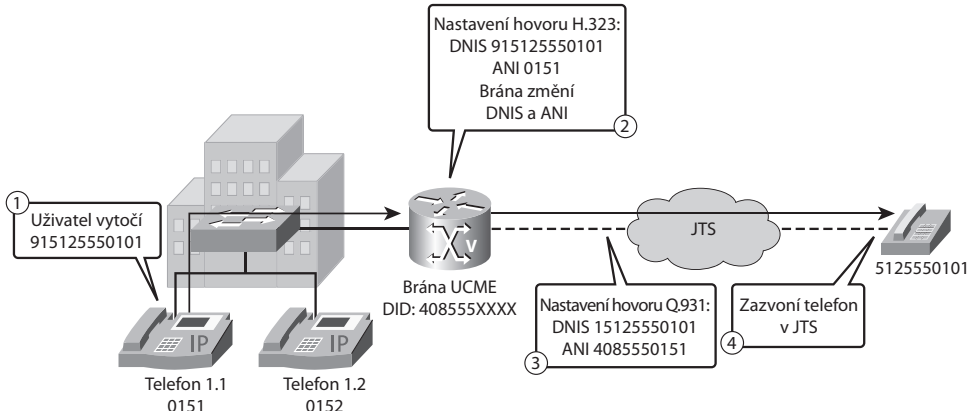 Nastavení hovoru H.323:
DNIS 915125550101
ANI 0151
Brána změní
DNIS a ANI
2
1
Uživatel vytočí
915125550101
V
JTS
5125550101
Brána UCME
DID: 408555XXXX
Nastavení hovoru Q.931:
DNIS 15125550101
ANI 4085550151
3
Zazvoní telefon
v JTS
4
IP
IP
Telefon 1.1
0151
Telefon 1.2
0152